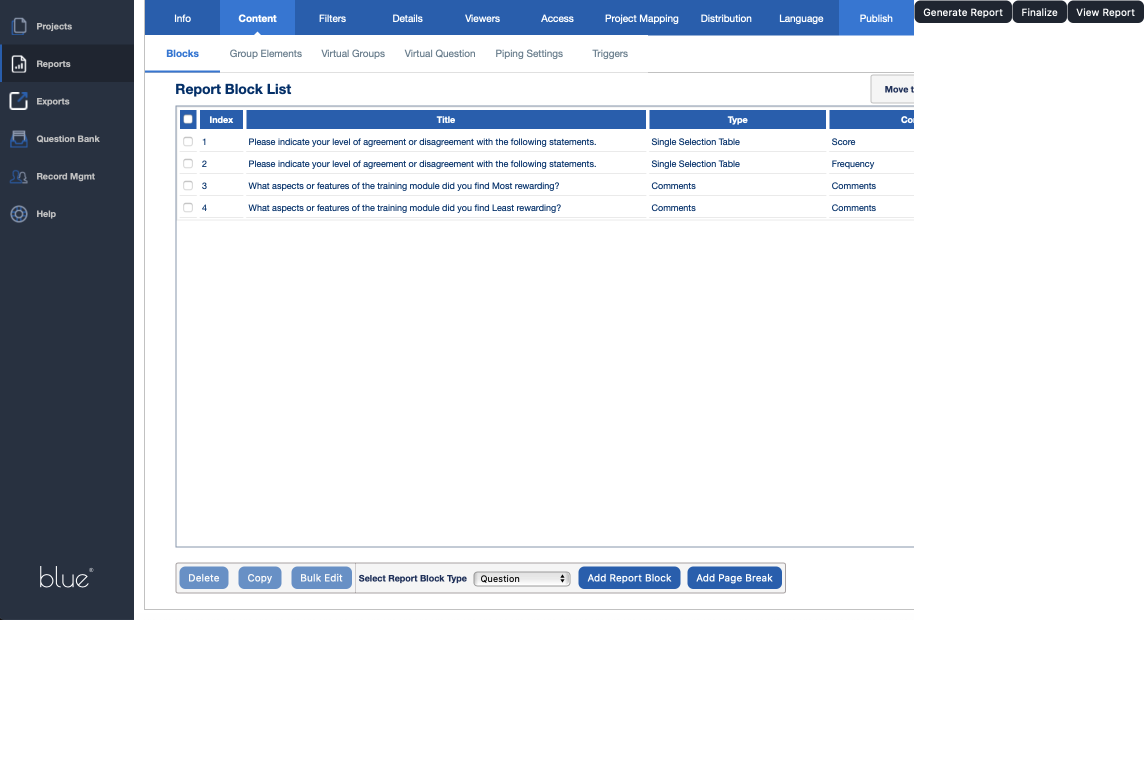 Projects
Reports
Exports
Question Bank
Record Mgmt
Help
blue®
Info Content Filters Details Viewers Access Project Mapping Distribution Language Publish
Generate Report Finalize View Report
Blocks Group Elements Virtual Groups Virtual Question Piping Settings Triggers
Report Block List
Move t
Index Title Type Co
1 Please indicate your level of agreement or disagreement with the following statements. Single Selection Table Score
2 Please indicate your level of agreement or disagreement with the following statements. Single Selection Table Frequency
3 What aspects or features of the training module did you find Most rewarding? Comments Comments
4 What aspects or features of the training module did you find Least rewarding? Comments Comments
Delete Copy Bulk Edit Select Report Block Type Question Add Report Block Add Page Break